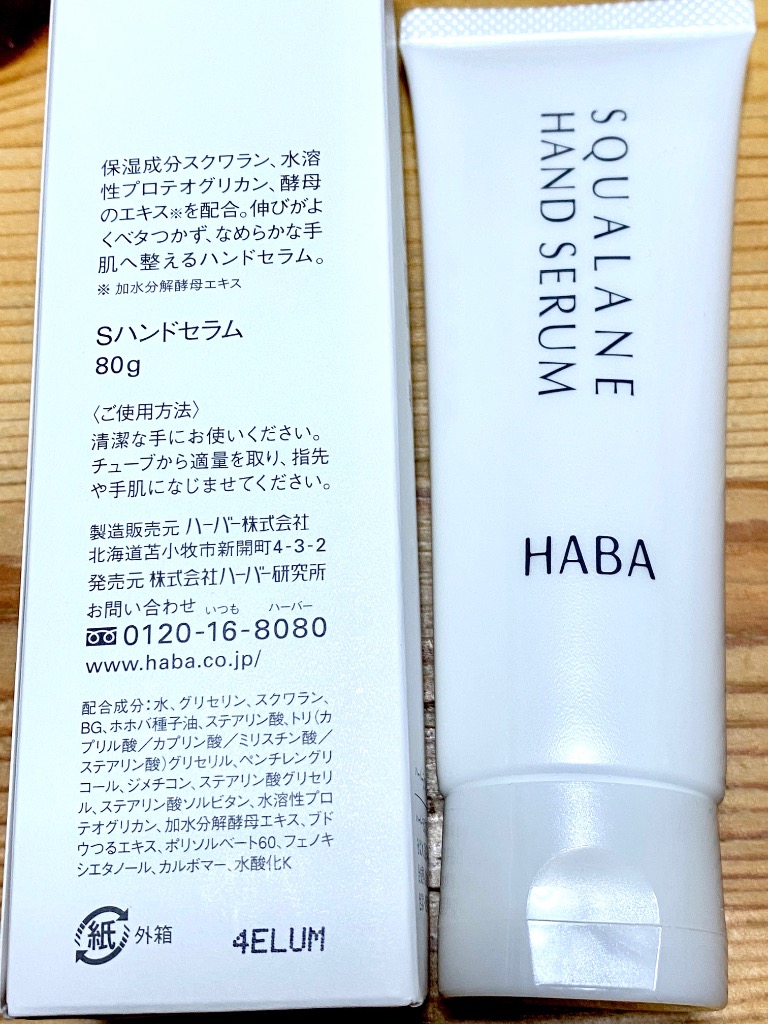 保湿成分スクワラン、水溶
性プロテオグリカン、酵母
のエキス※を配合。伸びがよ
くベタつかず、なめらかな手
肌へ整えるハンドセラム。
※ 加水分解酵母エキス
Sハンドセラム
80g
〈ご使用方法〉
清潔な手にお使いください。
チューブから適量を取り、指先
や手肌になじませてください。
製造販売元 ハーバー株式会社
北海道苫小牧市新開町4-3-2
発売元 株式会社ハーバー研究所
お問い合わせ いつも ハーバー
0120-16-8080
www.haba.co.jp/
配合成分:水、グリセリン、スクワラン、
BG、ホホバ種子油、ステアリン酸、トリ(カ
プリル酸/カプリン酸/ミリスチン酸/
ステアリン酸)グリセリル、ペンチレングリ
コール、ジメチコン、ステアリン酸グリセリ
ル、ステアリン酸ソルビタン、水溶性プロ
テオグリカン、加水分解酵母エキス、ブド
ウつるエキス、ポリソルベート60、フェノキ
シエタノール、カルボマー、水酸化K
紙 外箱
4ELUM
SQUALANE
HAND SERUM
HABA